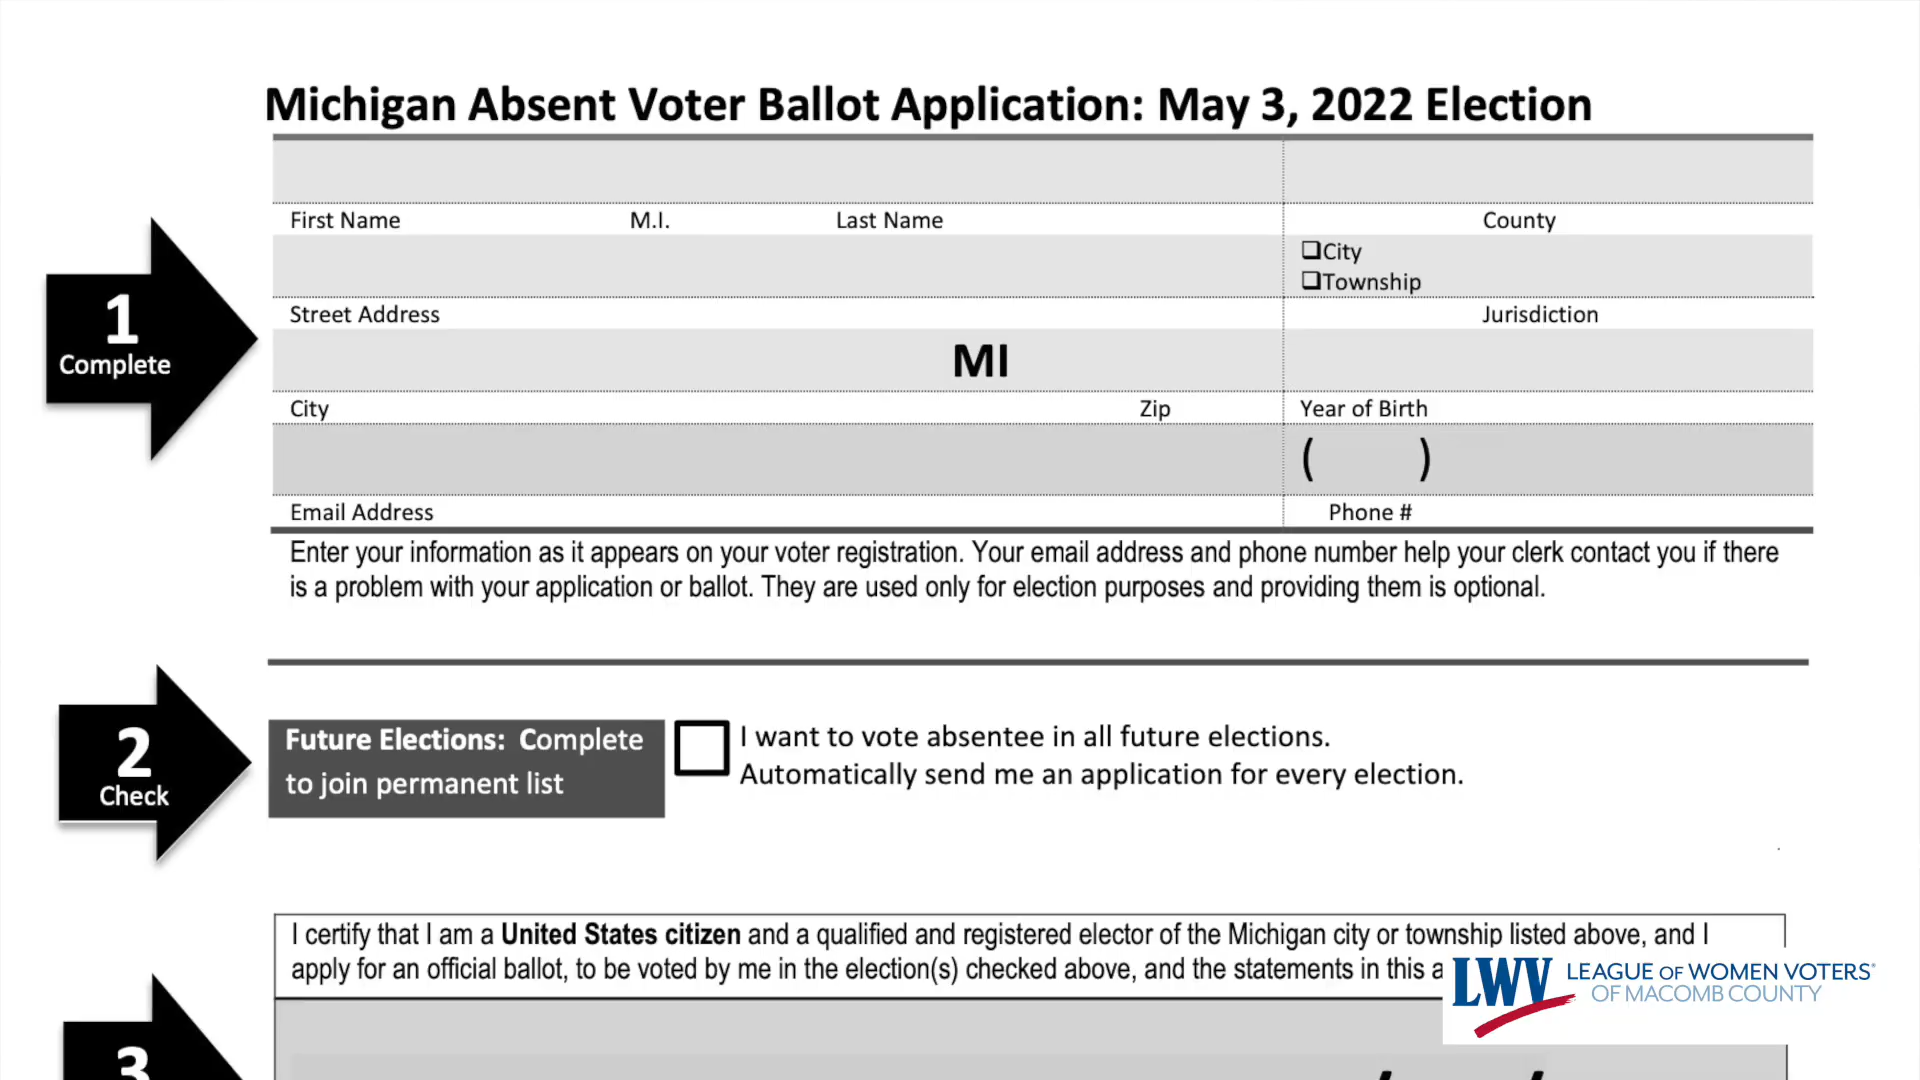 Michigan Absent Voter Ballot Application: May 3, 2022 Election
First Name M.I. Last Name County
❑City
❑Township
Street Address Jurisdiction
MI
City Zip Year of Birth
( )
Email Address Phone #
1
Complete
Enter your information as it appears on your voter registration. Your email address and phone number help your clerk contact you if there
is a problem with your application or ballot. They are used only for election purposes and providing them is optional.
2
Check
Future Elections: Complete
to join permanent list
I want to vote absentee in all future elections.
Automatically send me an application for every election.
I certify that I am a United States citizen and a qualified and registered elector of the Michigan city or township listed above, and I
apply for an official ballot, to be voted by me in the election(s) checked above, and the statements in this a
3
LWV LEAGUE OF WOMEN VOTERS®
OF MACOMB COUNTY